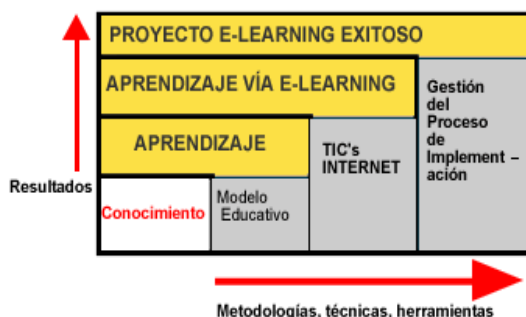 PROYECTO E-LEARNING EXITOSO
APRENDIZAJE VÍA E-LEARNING
Gestión
del
Proceso
de
Implement –
ación
APRENDIZAJE
TIC's
INTERNET
Resultados
Conocimiento
Modelo
Educativo
Metodologías, técnicas, herramientas